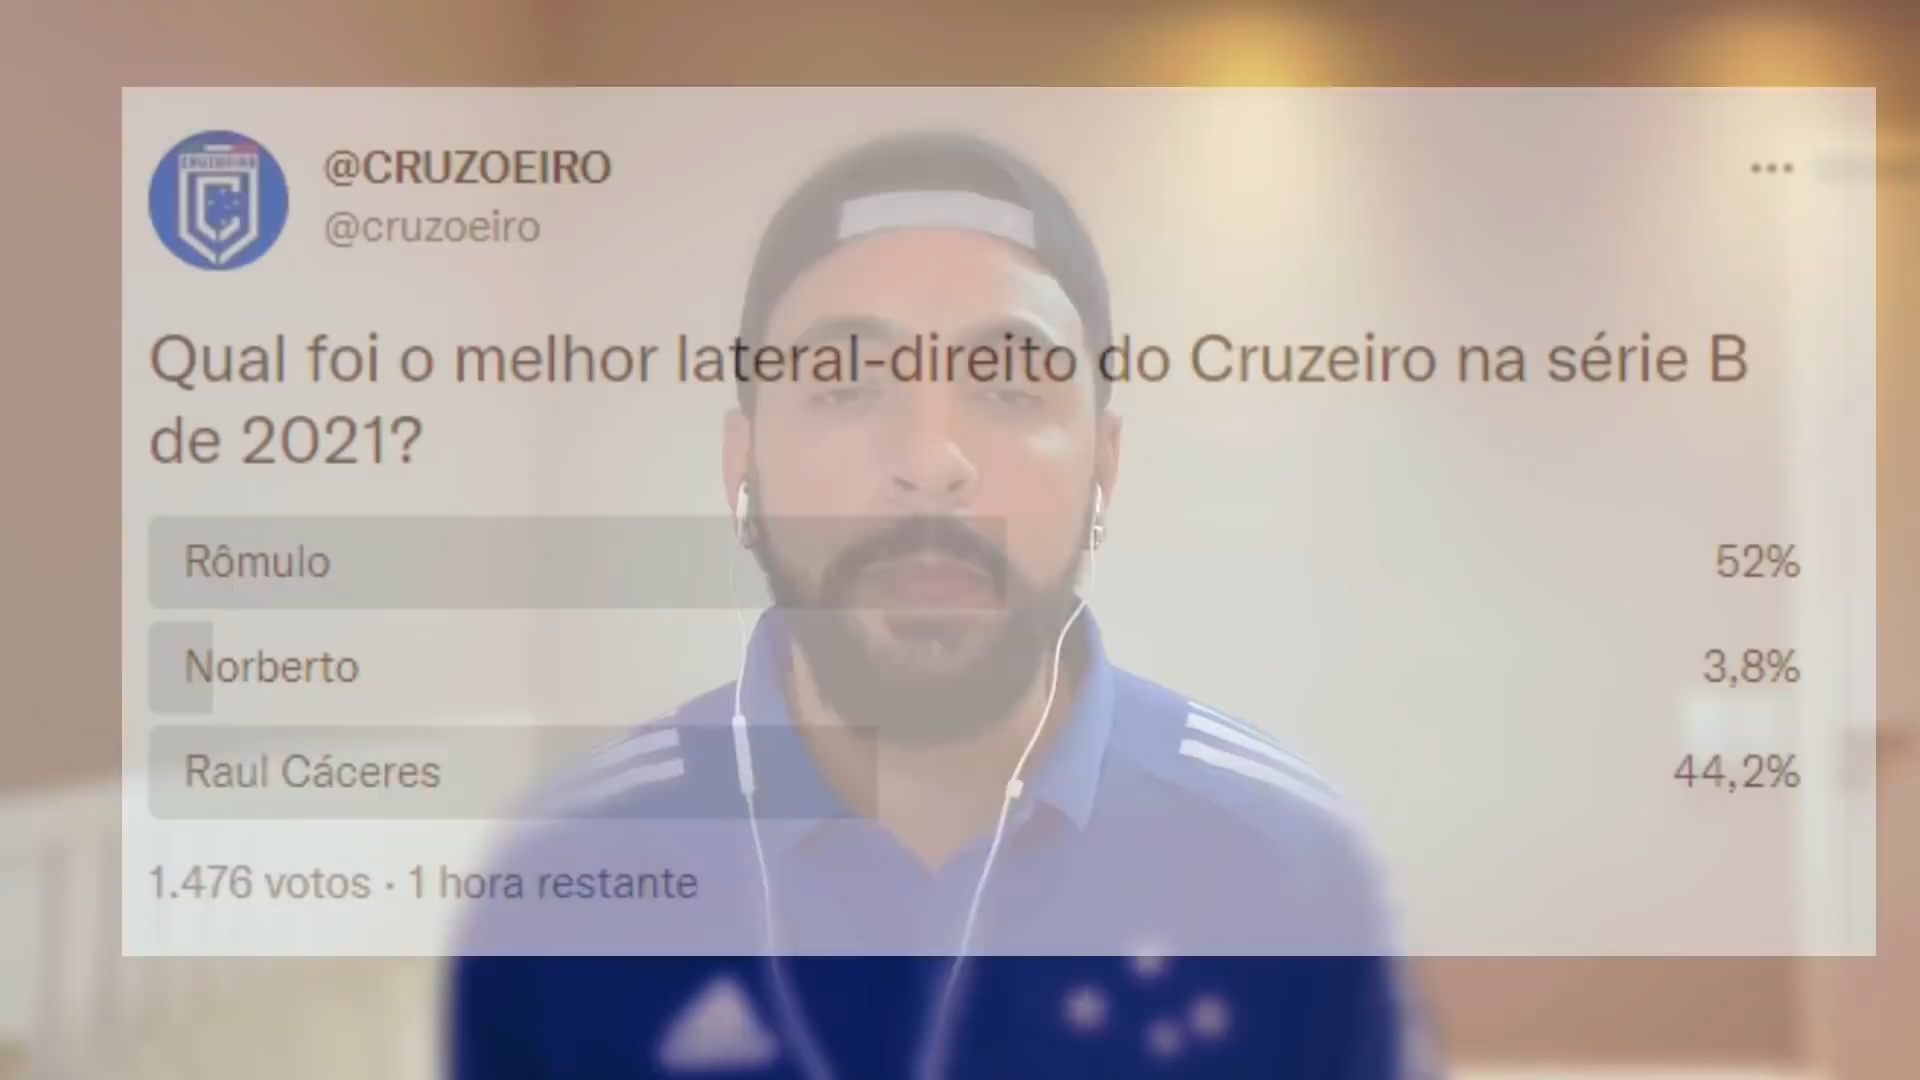 CRUZOEIRO
@CRUZOEIRO
@cruzoeiro
Qual foi o melhor lateral-direito do Cruzeiro na série B
de 2021?
Rômulo 52%
Norberto 3,8%
Raul Cáceres 44,2%
1.476 votos · 1 hora restante